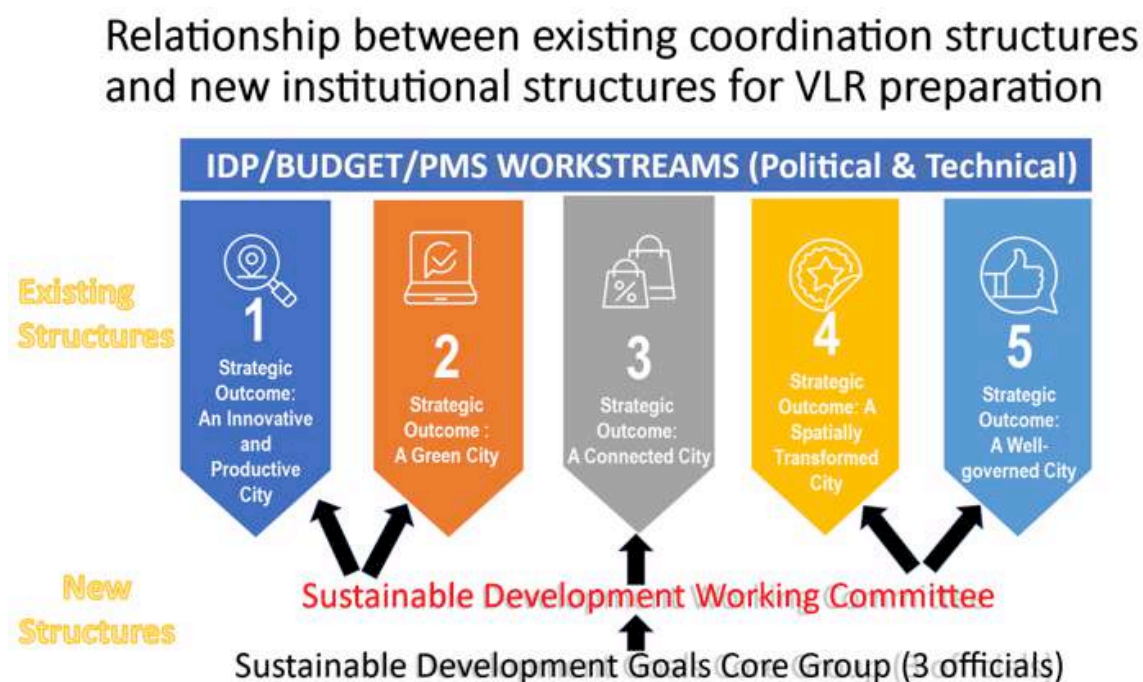 Relationship between existing coordination structures
and new institutional structures for VLR preparation
IDP/BUDGET/PMS WORKSTREAMS (Political & Technical)
Existing
Structures
1
Strategic
Outcome:
An Innovative
and
Productive
City
2
Strategic
Outcome :
A Green City
%
3
Strategic
Outcome:
A Connected City
4
Strategic
Outcome: A
Spatially
Transformed
City
5
Strategic
Outcome:
A Well-
governed City
New
Structures
Sustainable Development Working Committee
Sustainable Development Goals Core Group (3 officials)